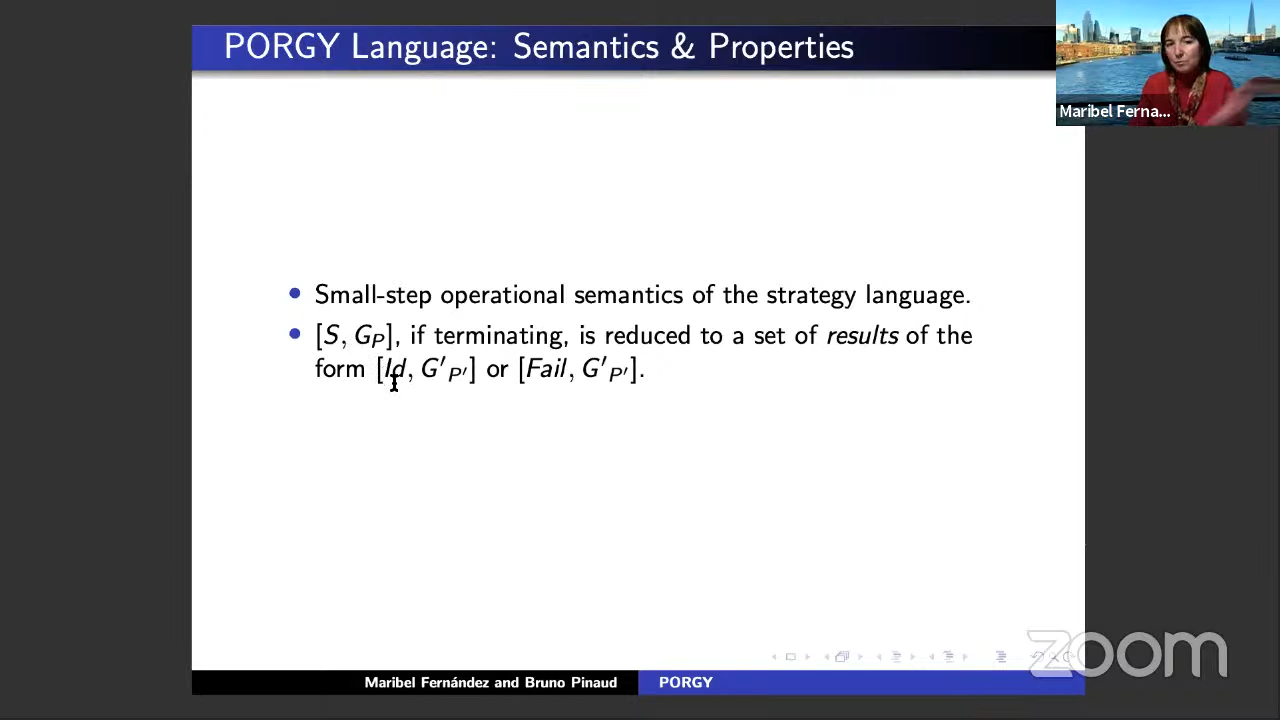 PORGY Language: Semantics & Properties
Maribel Ferna...
• Small-step operational semantics of the strategy language.
• [S, G_P], if terminating, is reduced to a set of results of the
form [Id, G′_P′] or [Fail, G′_P′].
zoom
Maribel Fernández and Bruno Pinaud PORGY